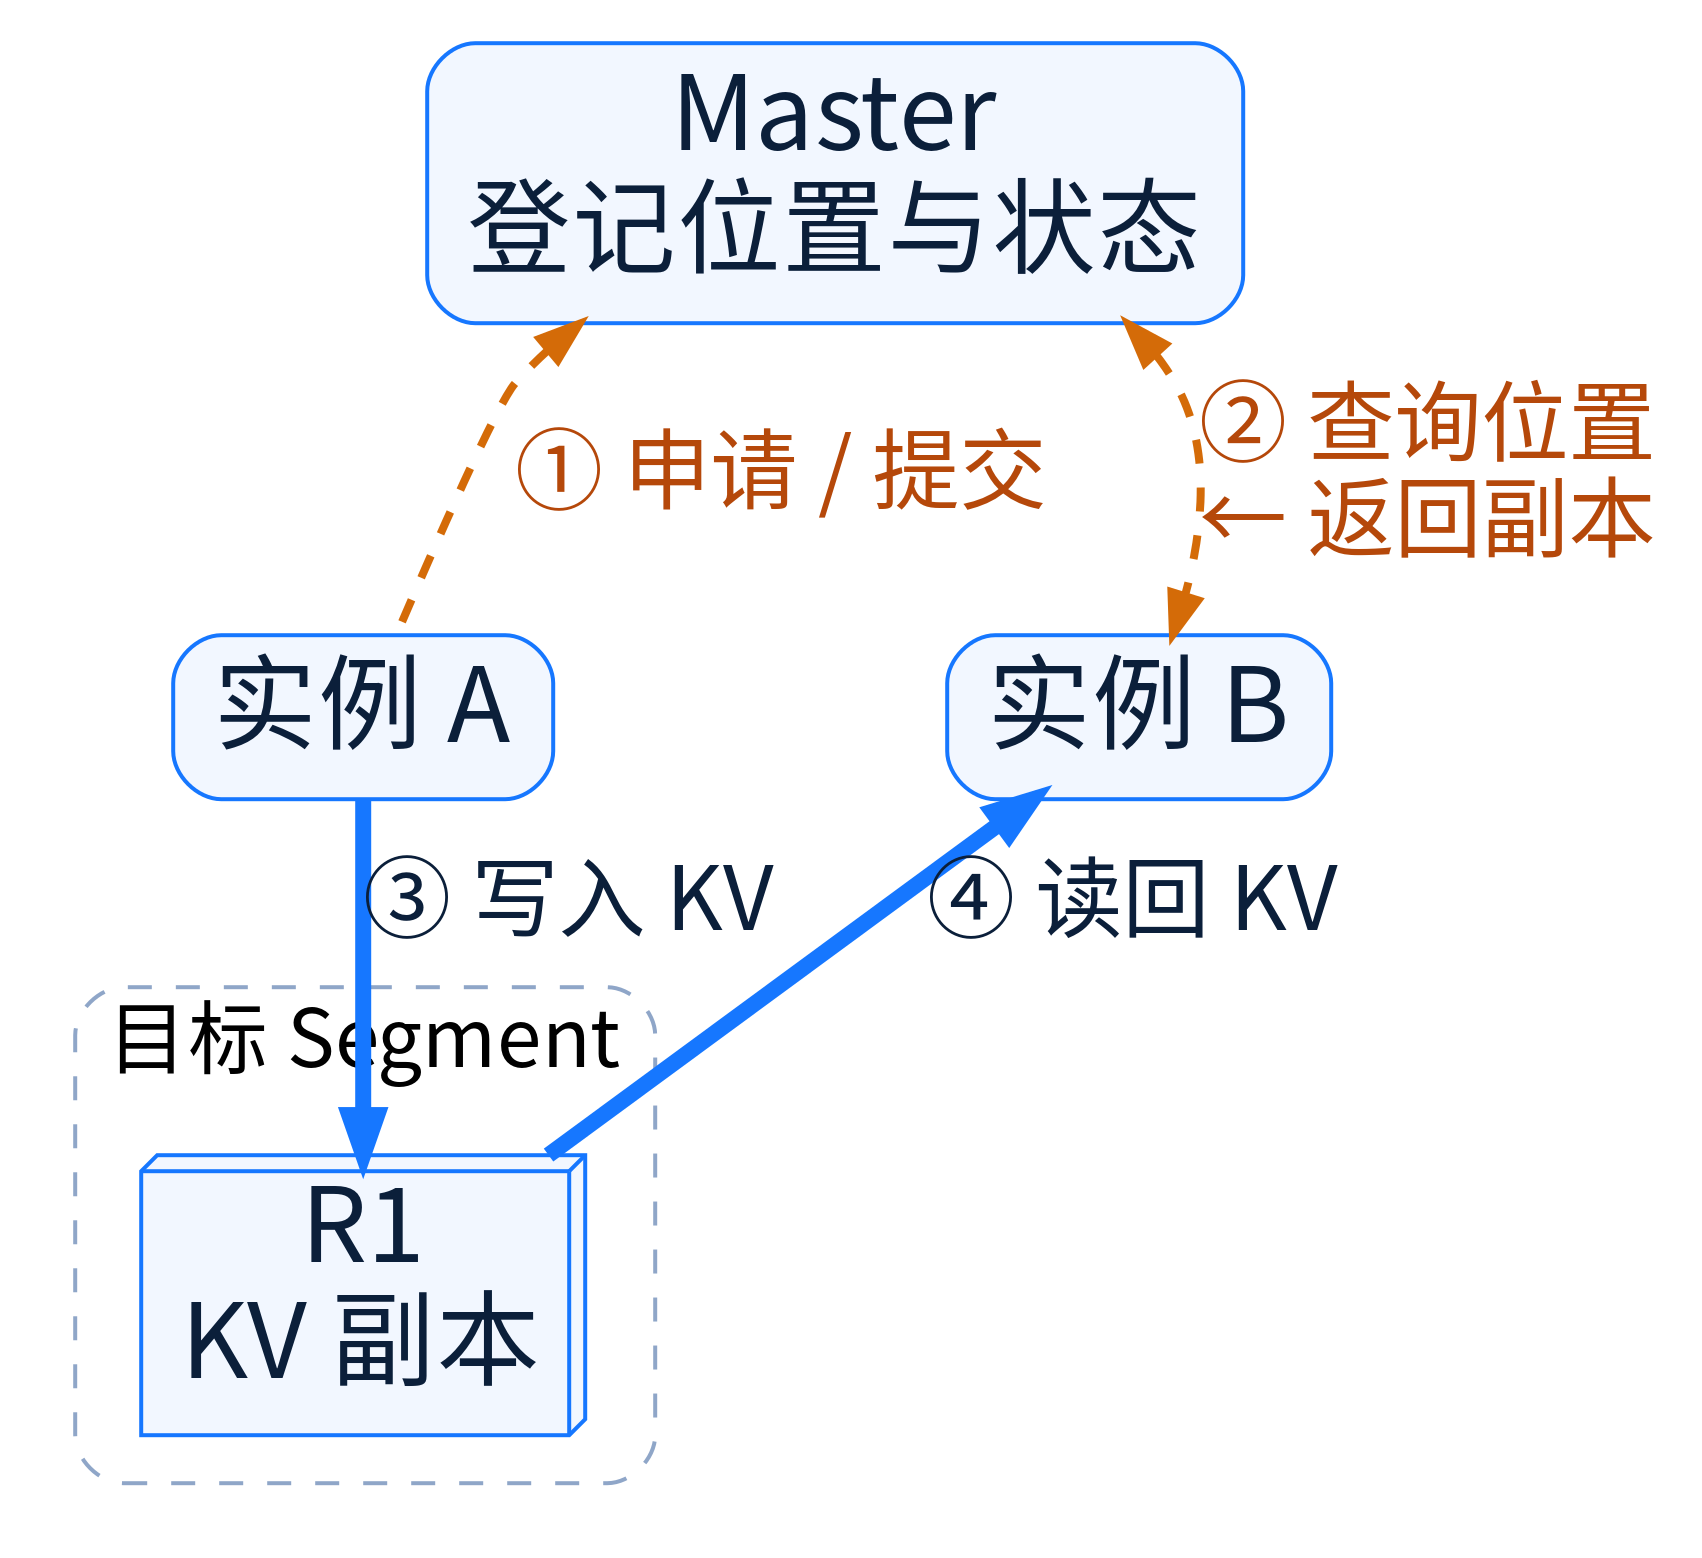 Master
登记位置与状态
① 申请 / 提交
② 查询位置
← 返回副本
实例 A
实例 B
③ 写入 KV
④ 读回 KV
目标 Segment
R1
KV 副本